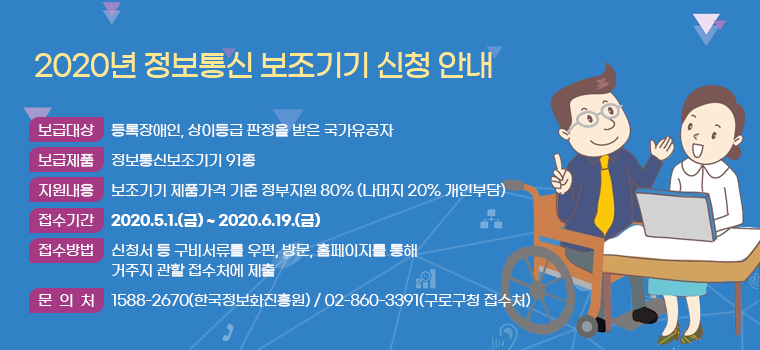 2020년 정보통신 보조기기 신청 안내
보급대상 등록장애인, 상이등급 판정을 받은 국가유공자
보급제품 정보통신보조기기 91종
지원내용 보조기기 제품가격 기준 정부지원 80% (나머지 20% 개인부담)
접수기간 2020.5.1.(금) ~ 2020.6.19.(금)
접수방법 신청서 등 구비서류를 우편, 방문, 홈페이지를 통해
거주지 관할 접수처에 제출
문 의 처 1588-2670(한국정보화진흥원) / 02-860-3391(구로구청 접수처)